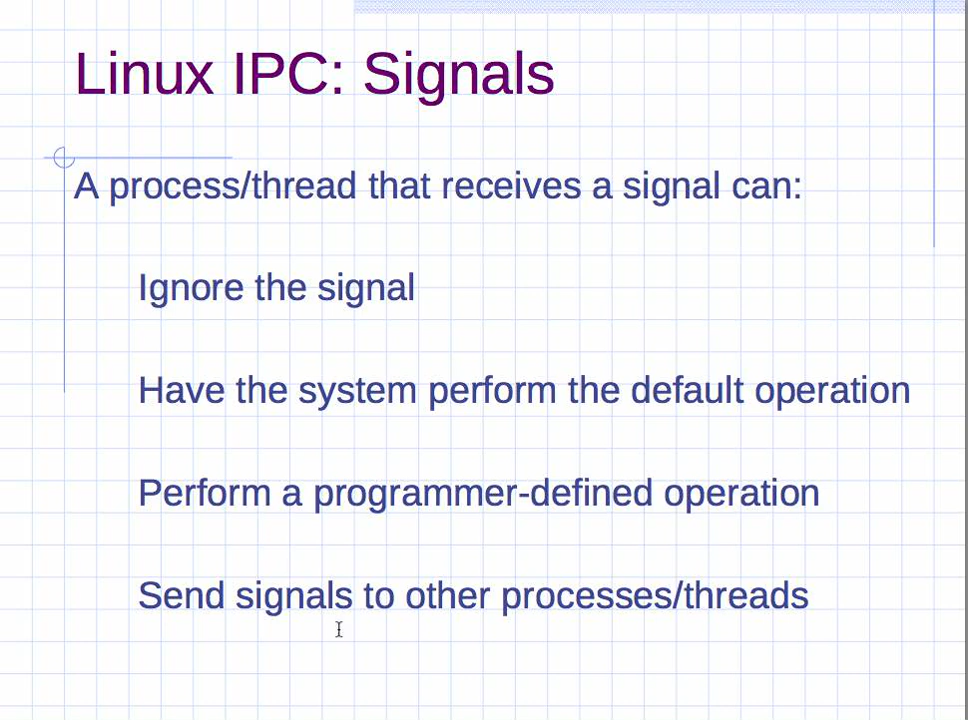 Linux IPC: Signals
A process/thread that receives a signal can:
Ignore the signal
Have the system perform the default operation
Perform a programmer-defined operation
Send signals to other processes/threads